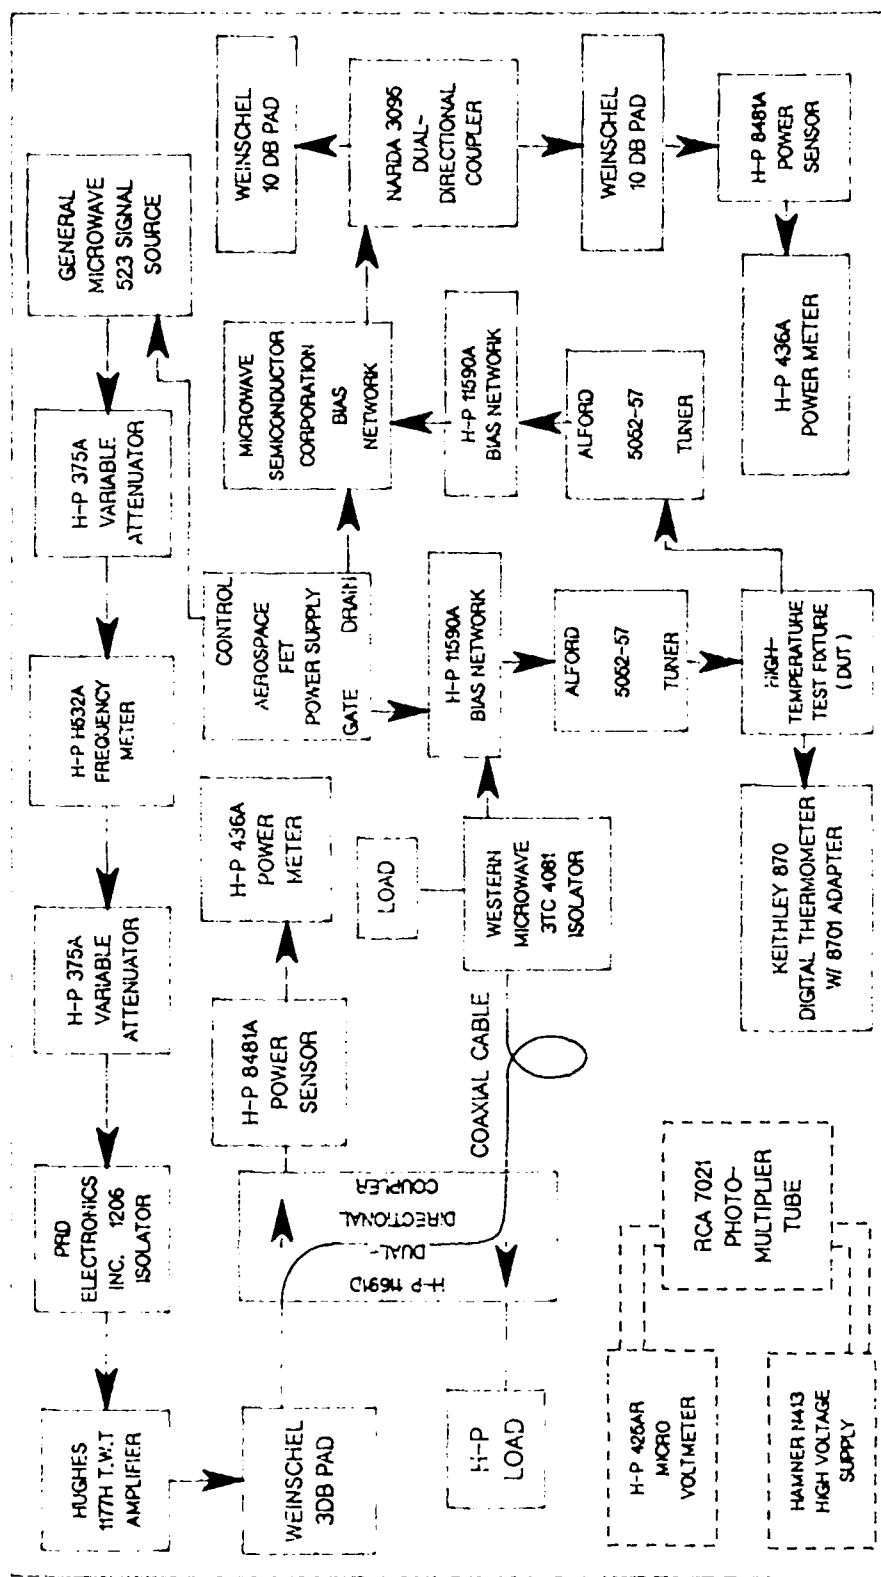 HUGHES
1177H T.W.T
AMPLIFIER
PRD
ELECTRONICS
INC. 1206
ISOLATOR
H-P 375A
VARIABLE
ATTENUATOR
H-P H532A
FREQUENCY
METER
H-P 375A
VARIABLE
ATTENUATOR
GENERAL
MICROWAVE
523 SIGNAL
SOURCE
WEINSCHEL
3DB PAD
H-P 11691D
DUAL-
DIRECTIONAL
COUPLER
H-P 8481A
POWER
SENSOR
H-P 436A
POWER
METER
CONTROL
AEROSPACE
FET
POWER SUPPLY
GATE DRAIN
MICROWAVE
SEMICONDUCTOR
CORPORATION
BIAS
NETWORK
WEINSCHEL
10 DB PAD
NARDA 3095
DUAL-
DIRECTIONAL
COUPLER
H-P
LOAD
COAXIAL CABLE
LOAD
WESTERN
MICROWAVE
3TC 4081
ISOLATOR
H-P 11590A
BIAS NETWORK
H-P 11590A
BIAS NETWORK
ALFORD
5052-57
TUNER
ALFORD
5052-57
TUNER
WEINSCHEL
10 DB PAD
H-P 425AR
MICRO
VOLTMETER
RCA 7021
PHOTO-
MULTIPLIER
TUBE
HAMNER N413
HIGH VOLTAGE
SUPPLY
KEITHLEY 870
DIGITAL THERMOMETER
W/ 8701 ADAPTER
HIGH-
TEMPERATURE
TEST FIXTURE
(DUT)
H-P 436A
POWER METER
H-P 8481A
POWER
SENSOR